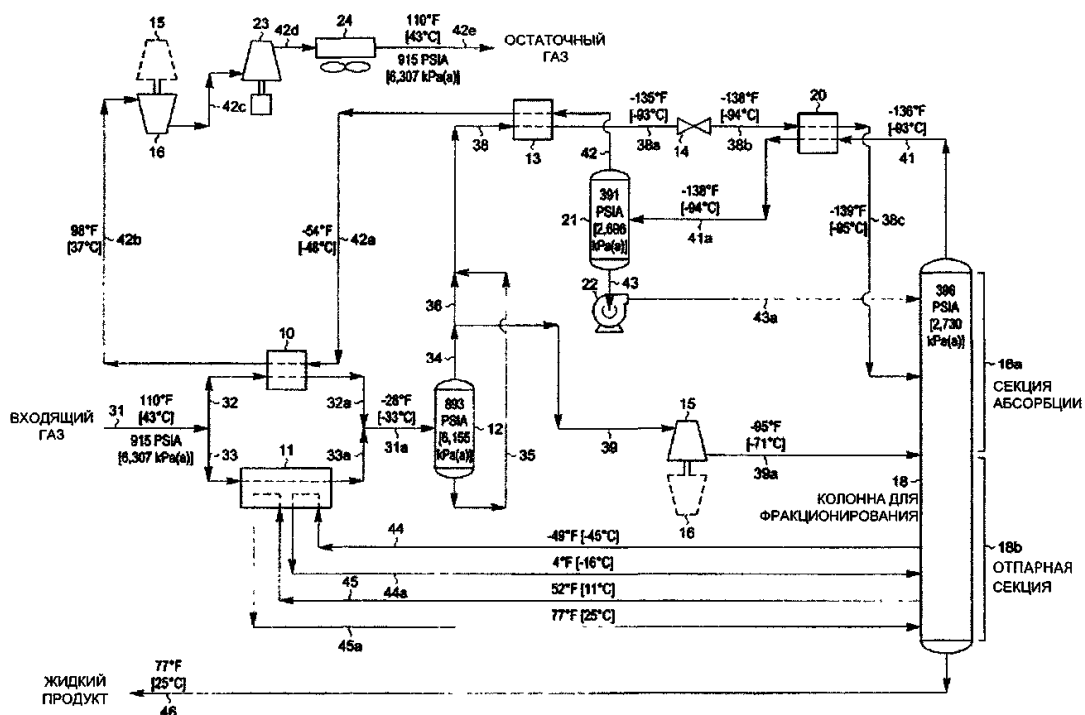 15
23
42d
24
110°F
[43°C]
42e
ОСТАТОЧНЫЙ
ГАЗ
915 PSIA
[6,307 kPa(a)]
42c
16
38
13
-135°F
[-93°C]
38a
14
-138°F
[-94°C]
38b
20
-136°F
[-93°C]
41
42
98°F
[37°C]
42b
-54°F
[-48°C]
42a
21
391
PSIA
[2,696
kPa(a)]
-138°F
[-94°C]
41a
-139°F
[-95°C]
38c
36
22
43
43a
396
PSIA
[2,730
kPa(a)]
18a
СЕКЦИЯ
АБСОРБЦИИ
10
34
ВХОДЯЩИЙ
ГАЗ
31
110°F
[43°C]
915 PSIA
[6,307 kPa(a)]
32
33
32a
33a
-28°F
[-33°C]
31a
893
PSIA
[6,155
kPa(a)]
12
35
39
15
-95°F
[-71°C]
39a
16
11
18
КОЛОННА ДЛЯ
ФРАКЦИОНИРОВАНИЯ
18b
ОТПАРНАЯ
СЕКЦИЯ
44
-49°F [-45°C]
4°F [-16°C]
44a
45
52°F [11°C]
77°F [25°C]
45a
77°F
[25°C]
ЖИДКИЙ
ПРОДУКТ
46